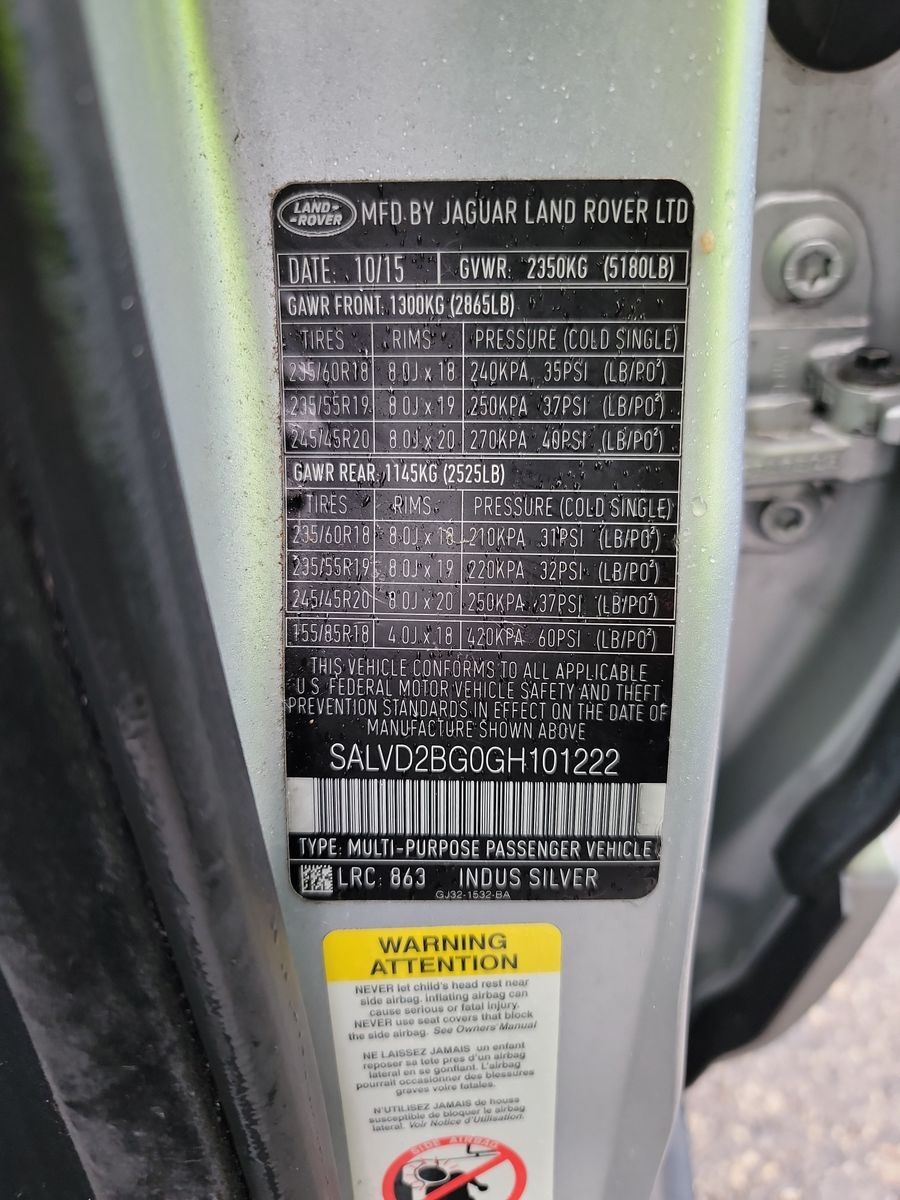 LAND-
-ROVER
MFD.BY JAGUAR LAND ROVER LTD
DATE: 10/15 GVWR: 2350KG (5180LB)
GAWR FRONT: 1300KG (2865LB)
TIRES RIMS PRESSURE (COLD SINGLE)
235/60R18 8.0J x 18 240KPA, 35PSI (LB/PO²)
235/55R19 8.0J x 19 250KPA 37PSI (LB/PO²)
245/45R20 8.0J x 20 270KPA 40PSI (LB/PO²)
GAWR REAR: 1145KG (2525LB)
TIRES RIMS PRESSURE (COLD SINGLE)
235/60R18 8.0J x 18 210KPA 31PSI (LB/PO²)
235/55R19 8.0J x 19 220KPA 32PSI (LB/PO²)
245/45R20 8.0J x 20 250KPA 37PSI (LB/PO²)
155/85R18 4.0J x 18 420KPA 60PSI (LB/PO²)
THIS VEHICLE CONFORMS TO ALL APPLICABLE
U.S. FEDERAL MOTOR VEHICLE SAFETY AND THEFT
PREVENTION STANDARDS IN EFFECT ON THE DATE OF
MANUFACTURE SHOWN ABOVE
SALVD2BG0GH101222
TYPE: MULTI-PURPOSE PASSENGER VEHICLE
LRC: 863 INDUS SILVER
GJ32-1532-BA
WARNING
ATTENTION
NEVER let child's head rest near
side airbag. Inflating airbag can
cause serious or fatal injury.
NEVER use seat covers that block
the side airbag. See Owners Manual
NE LAISSEZ JAMAIS un enfant
reposer sa tete pres d'un airbag
lateral en se gonflant. L'airbag
pourrait occasionner des blessures
graves voire fatales.
N'UTILISEZ JAMAIS de housse
susceptible de bloquer le airbag
lateral. Voir Notice d'Utilisation.
SIDE AIRBAG